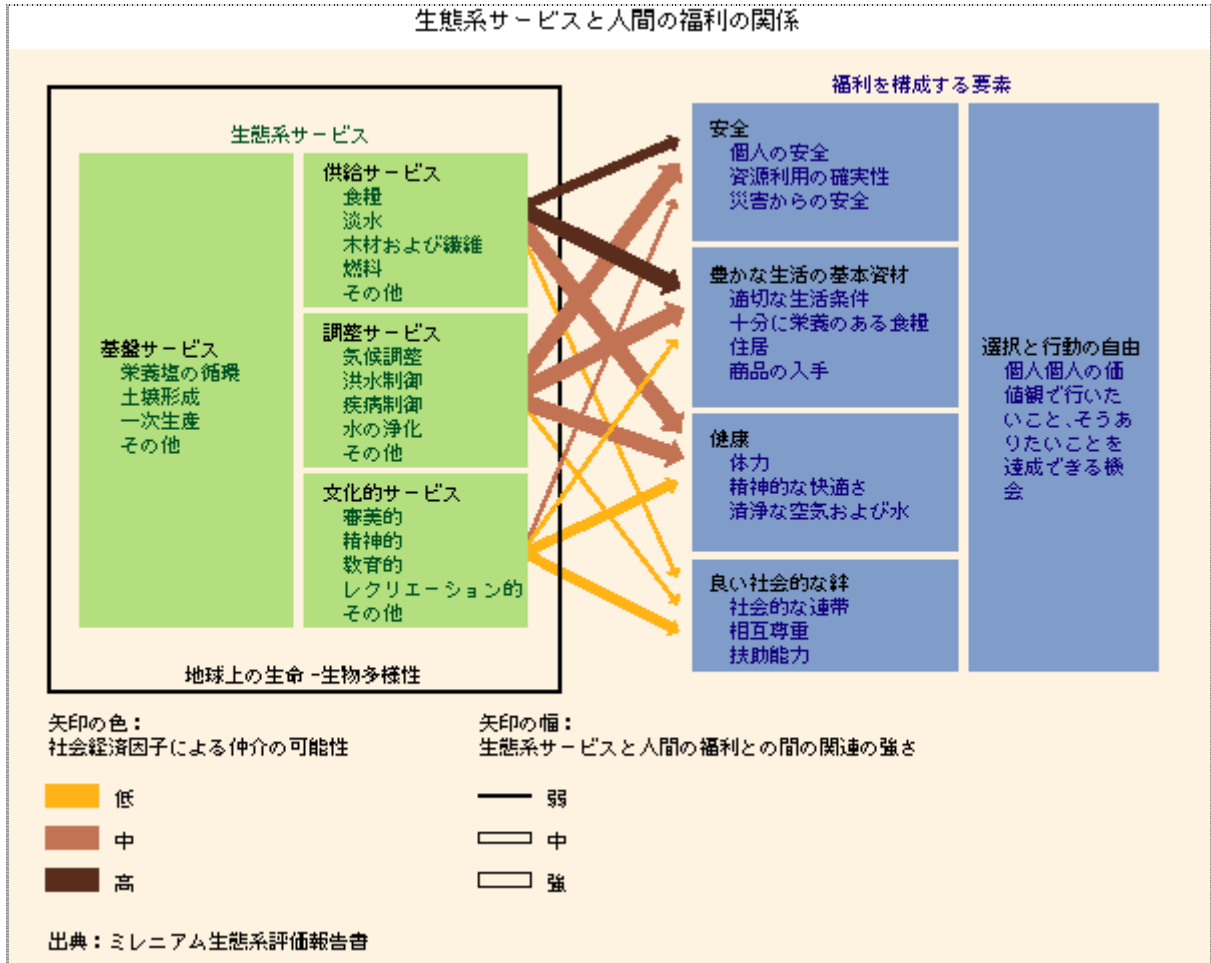 生態系サービスと人間の福利の関係
生態系サービス
基盤サービス
栄養塩の循環
土壌形成
一次生産
その他
供給サービス
食糧
淡水
木材および繊維
燃料
その他
調整サービス
気候調整
洪水制御
疾病制御
水の浄化
その他
文化的サービス
審美的
精神的
教育的
レクリエーション的
その他
地球上の生命-生物多様性
福利を構成する要素
安全
個人の安全
資源利用の確実性
災害からの安全
豊かな生活の基本資材
適切な生活条件
十分に栄養のある食糧
住居
商品の入手
健康
体力
精神的な快適さ
清浄な空気および水
良い社会的な絆
社会的な連帯
相互尊重
扶助能力
選択と行動の自由
個人個人の価
値観で行いた
いこと、そうあ
りたいことを
達成できる機
会
矢印の色：
社会経済因子による仲介の可能性
低
中
高
矢印の幅：
生態系サービスと人間の福利との間の関連の強さ
弱
中
強
出典：ミレニアム生態系評価報告書